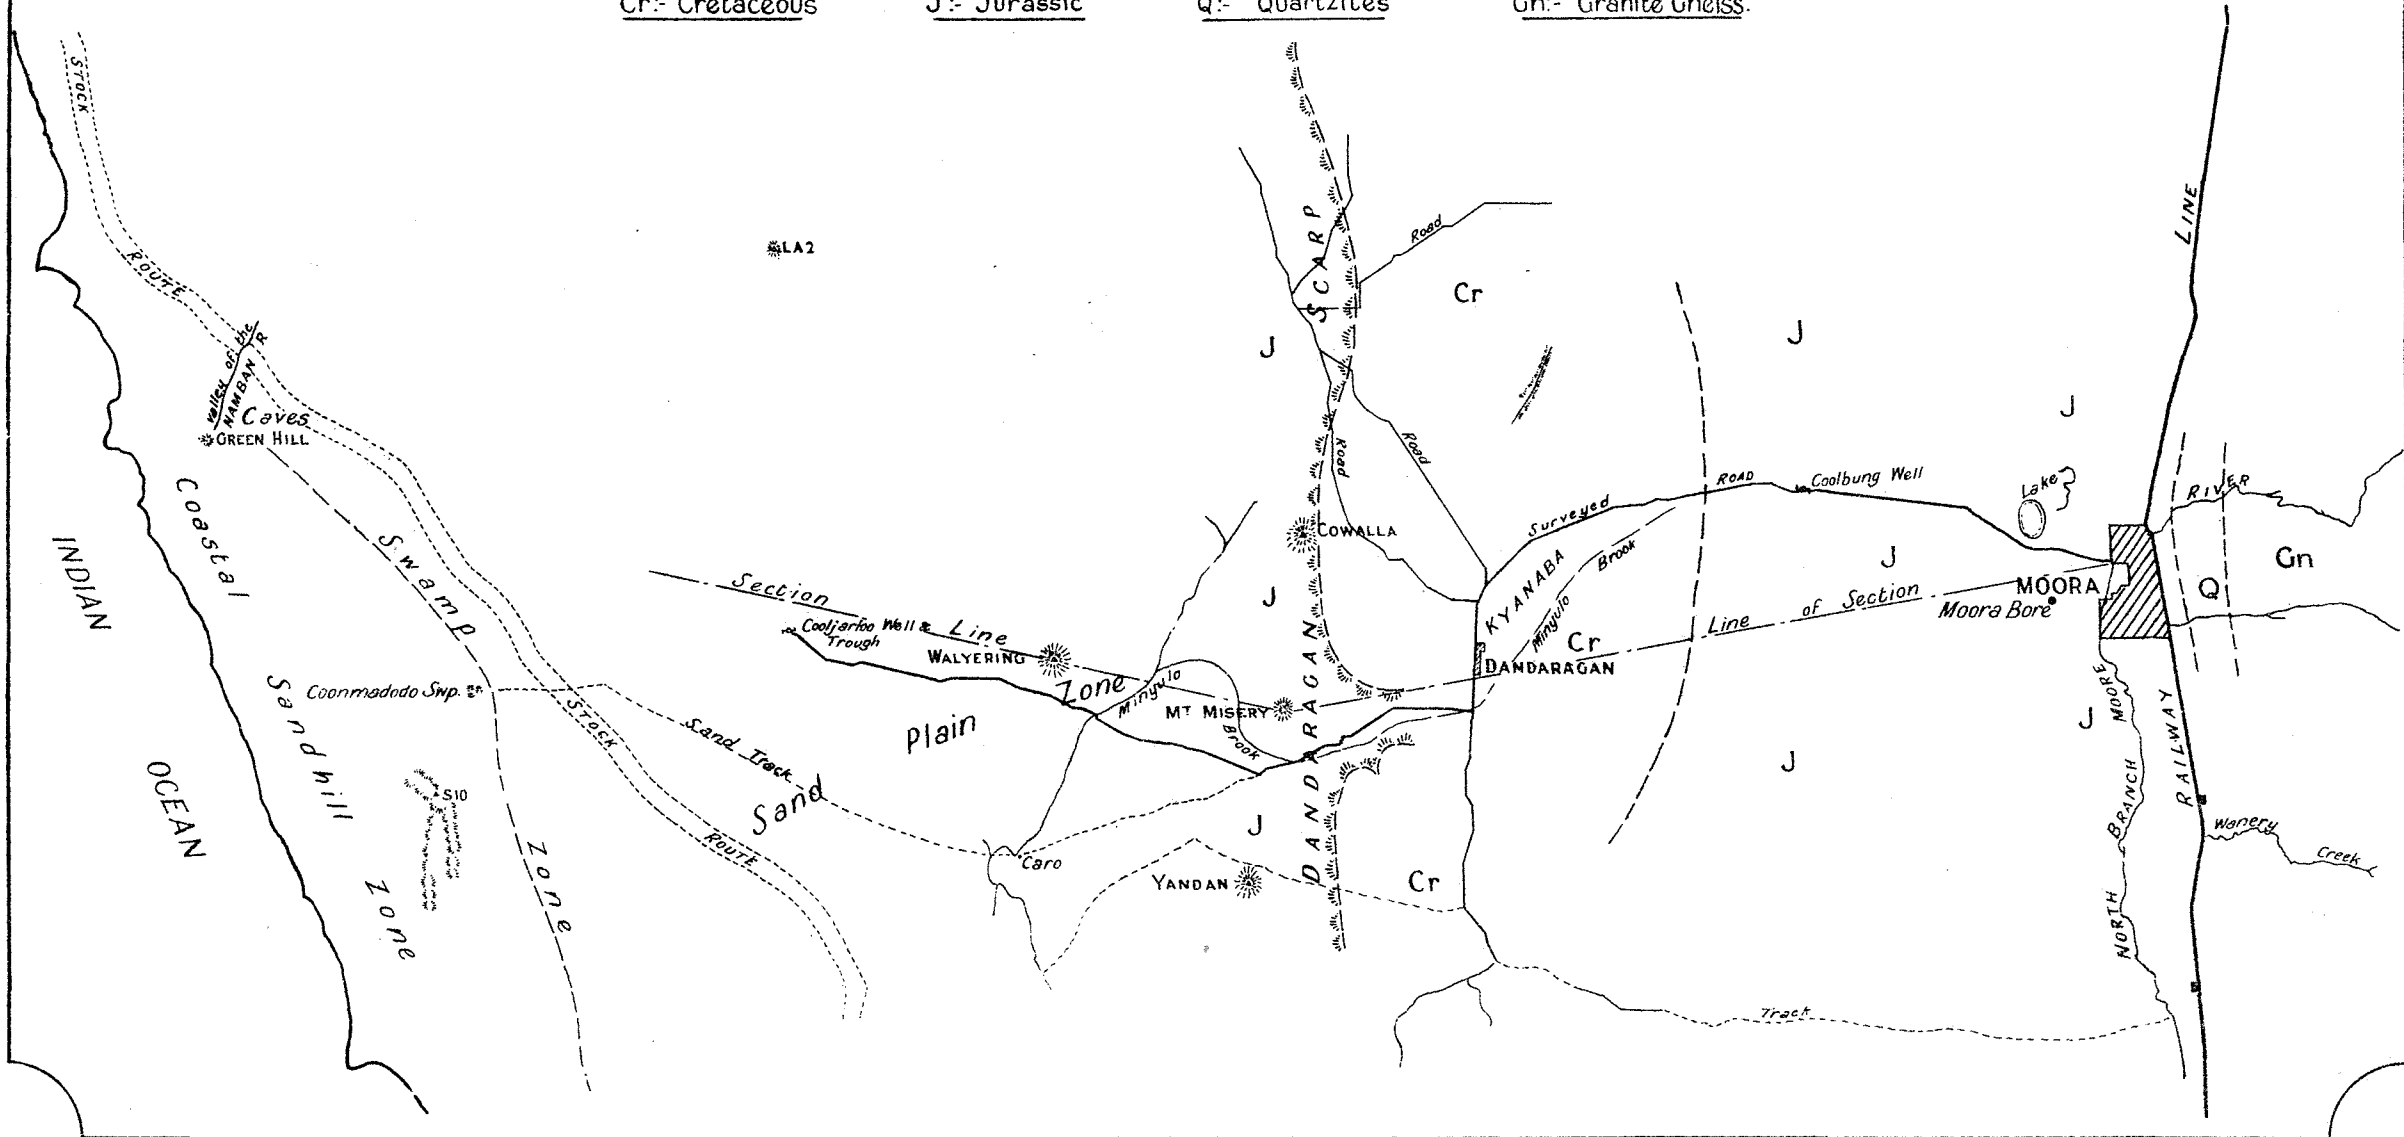 Cr:- Cretaceous
J:- Jurassic
Q:- Quartzites
Gn:- Granite Gneiss.
STOCK
ROUTE
LA2
SCARP
Road
LINE
Cr
J
J
J
Valley of the
NAMBAN R
Caves
GREEN HILL
Road
Road
Coastal
Sandhill
Zone
INDIAN
OCEAN
Swamp
Zone
COWALLA
Surveyed
ROAD
Coolbung Well
Lake
RIVER
Section
Line
Cooljarfoo Well &
Trough
WALYERING
J
KYANABA
Minyulo
Brook
Cr
J
Line
of
Section
MOORA
Moora Bore
Q
Gn
DANDARAGAN
Coonmadodo Swp.
STOCK
ROUTE
Sand Track
Sand
Plain
Zone
Minyulo
Brook
MT MISERY
DANDARAGAN
J
MOORE
BRANCH
NORTH
RAILWAY
S10
J
J
Cr
Caro
YANDAN
Wanery
Creek
Track